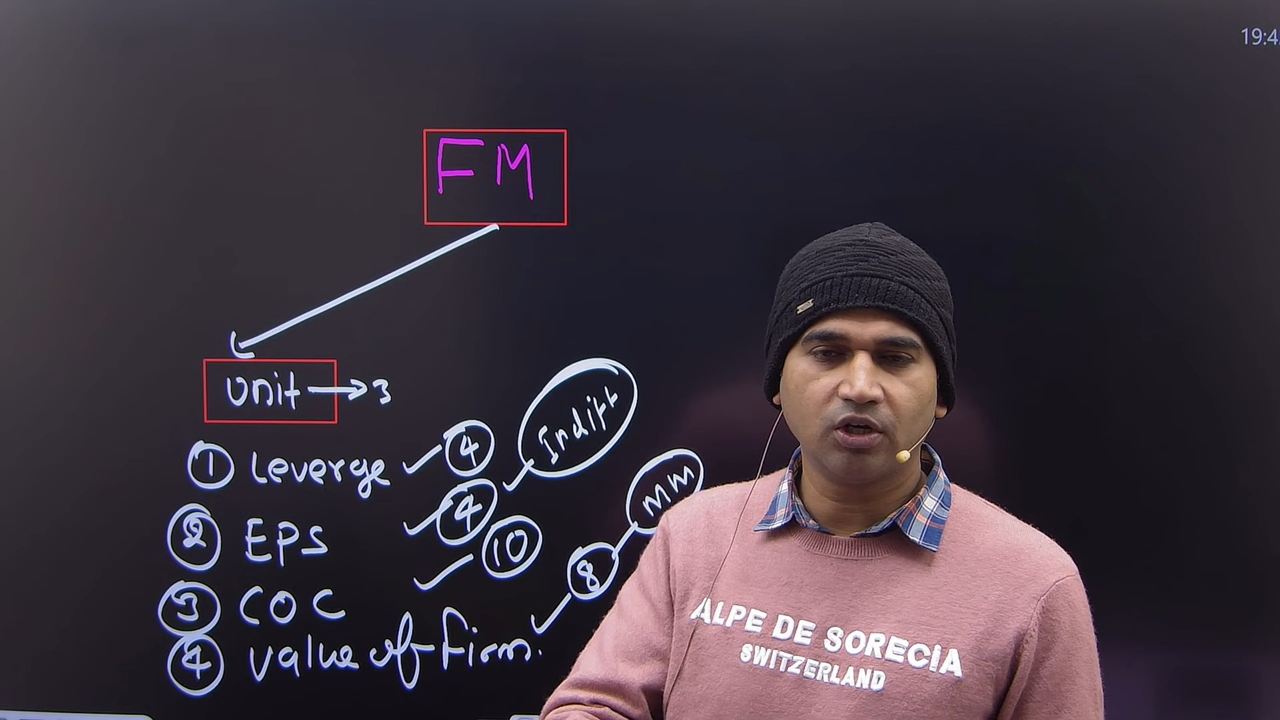 19:4
FM
Unit → 3
① Leverge ✓ ④ Indiff
② EPS ✓ ④
③ COC ✓ ⑩
④ Value of firm. ✓ ⑧ MM
ALPE DE SORECIA
SWITZERLAND